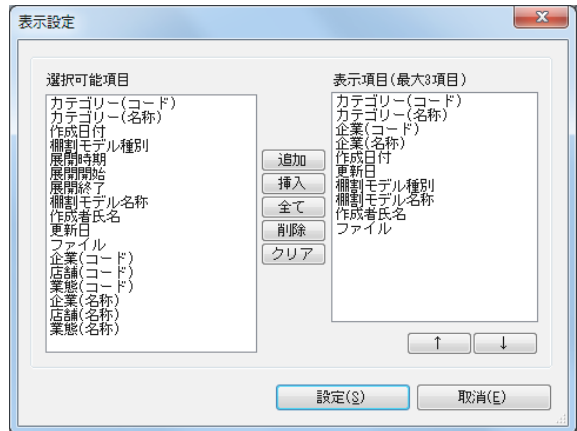 表示設定
選択可能項目
カテゴリー(コード)
カテゴリー(名称)
作成日付
棚割モデル種別
展開時期
展開開始
展開終了
棚割モデル名称
作成者氏名
更新日
ファイル
企業(コード)
店舗(コード)
業態(コード)
企業(名称)
店舗(名称)
業態(名称)
追加
挿入
全て
削除
クリア
表示項目(最大3項目)
カテゴリー(コード)
カテゴリー(名称)
企業(コード)
企業(名称)
作成日付
更新日
棚割モデル種別
棚割モデル名称
作成者氏名
ファイル
↑ ↓
設定(S) 取消(E)